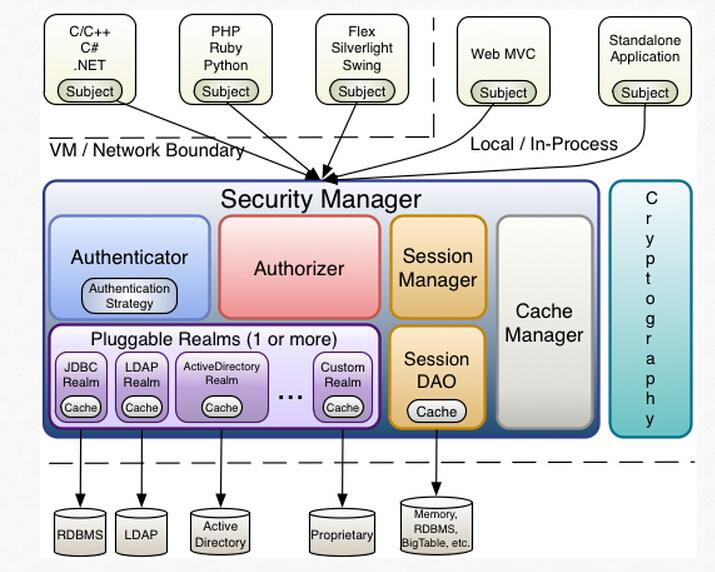 C/C++
C#
.NET
Subject
PHP
Ruby
Python
Subject
Flex
Silverlight
Swing
Subject
Web MVC
Subject
Standalone
Application
Subject
VM / Network Boundary
Local / In-Process
Security Manager
Authenticator
Authentication
Strategy
Authorizer
Session
Manager
Cache
Manager
Cryptography
Pluggable Realms (1 or more)
JDBC
Realm
Cache
LDAP
Realm
Cache
ActiveDirectory
Realm
Cache
...
Custom
Realm
Cache
Session
DAO
Cache
RDBMS
LDAP
Active
Directory
Proprietary
Memory,
RDBMS,
BigTable, etc.